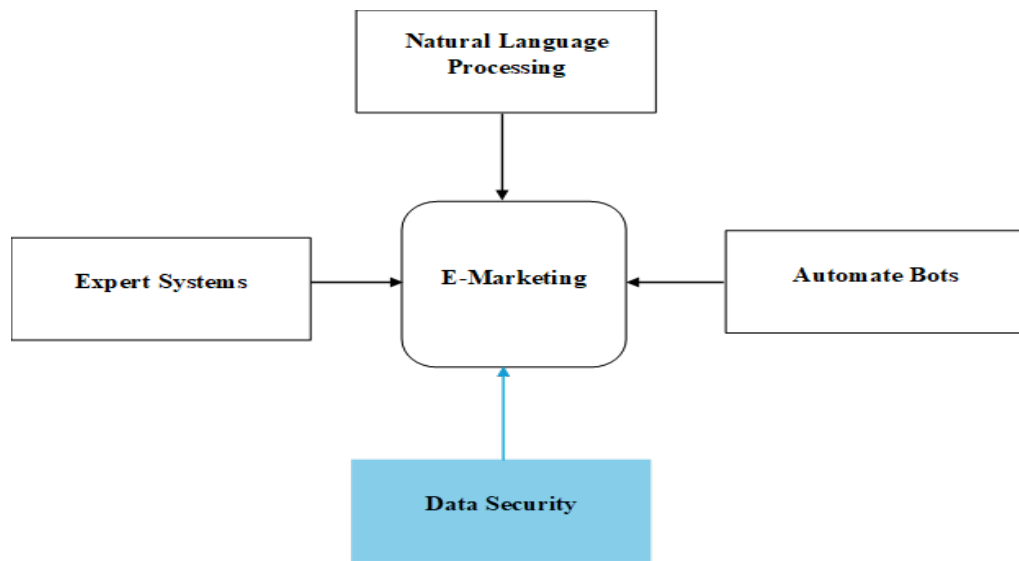 Natural Language
Processing
Expert Systems
E-Marketing
Automate Bots
Data Security